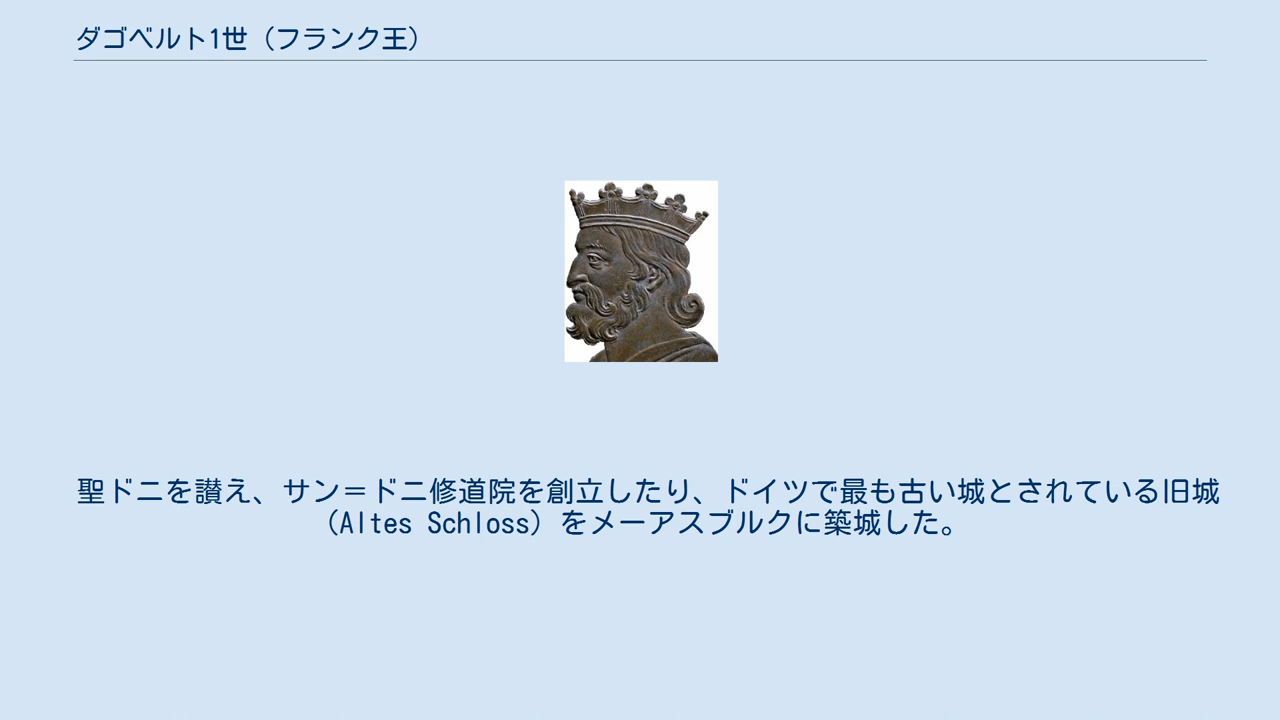 ダゴベルト1世（フランク王）
聖ドニを讃え、サン＝ドニ修道院を創立したり、ドイツで最も古い城とされている旧城
（Altes Schloss）をメーアスブルクに築城した。